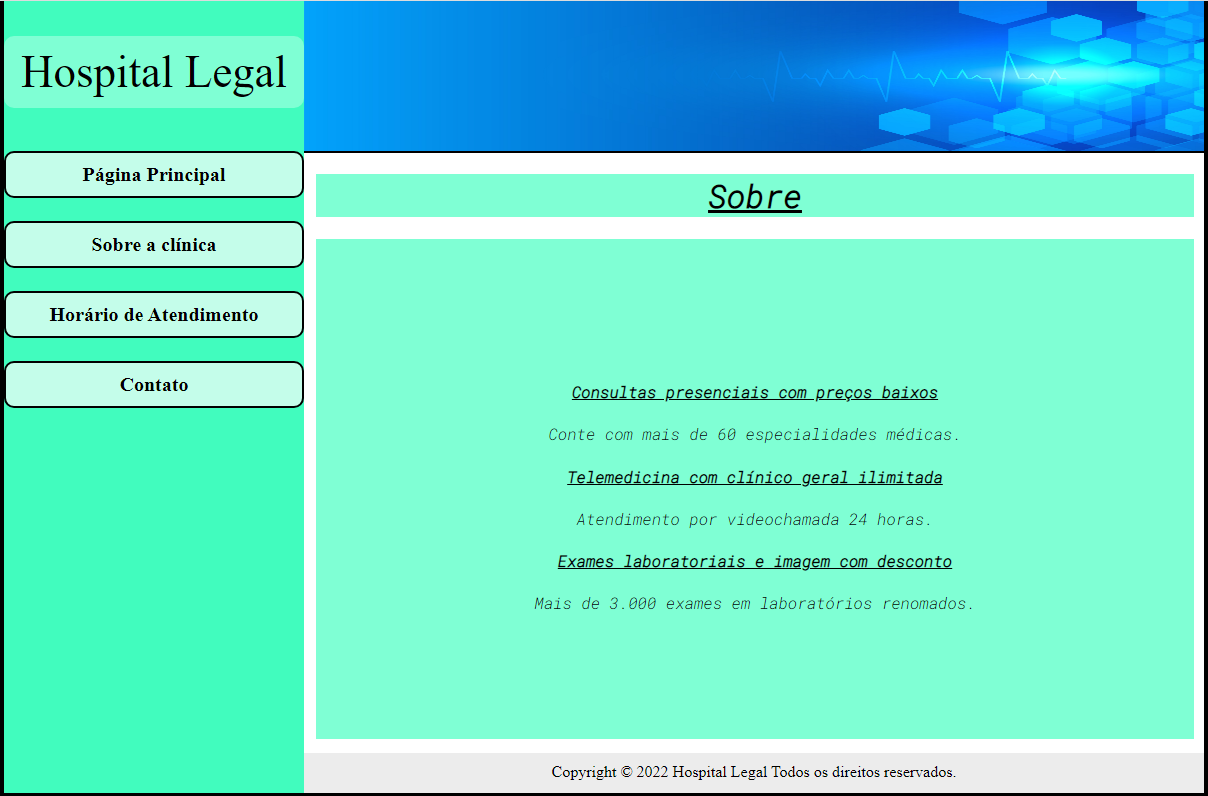 Hospital Legal
Página Principal
Sobre a clínica
Horário de Atendimento
Contato
Sobre
Consultas presenciais com preços baixos
Conte com mais de 60 especialidades médicas.
Telemedicina com clínico geral ilimitada
Atendimento por videochamada 24 horas.
Exames laboratoriais e imagem com desconto
Mais de 3.000 exames em laboratórios renomados.
Copyright © 2022 Hospital Legal Todos os direitos reservados.